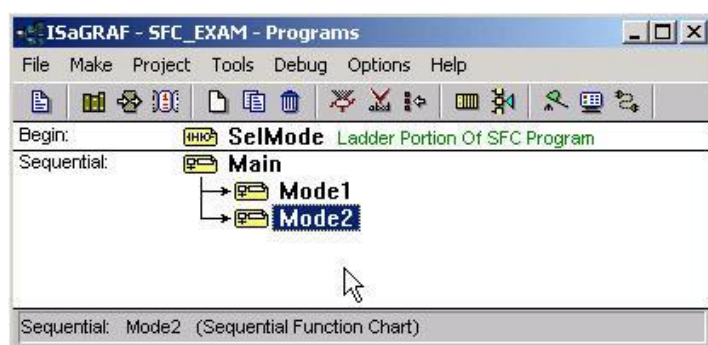 ISaGRAF - SFC_EXAM - Programs
File Make Project Tools Debug Options Help
Begin: SelMode Ladder Portion Of SFC Program
Sequential: Main
Mode1
Mode2
Sequential: Mode2 (Sequential Function Chart)